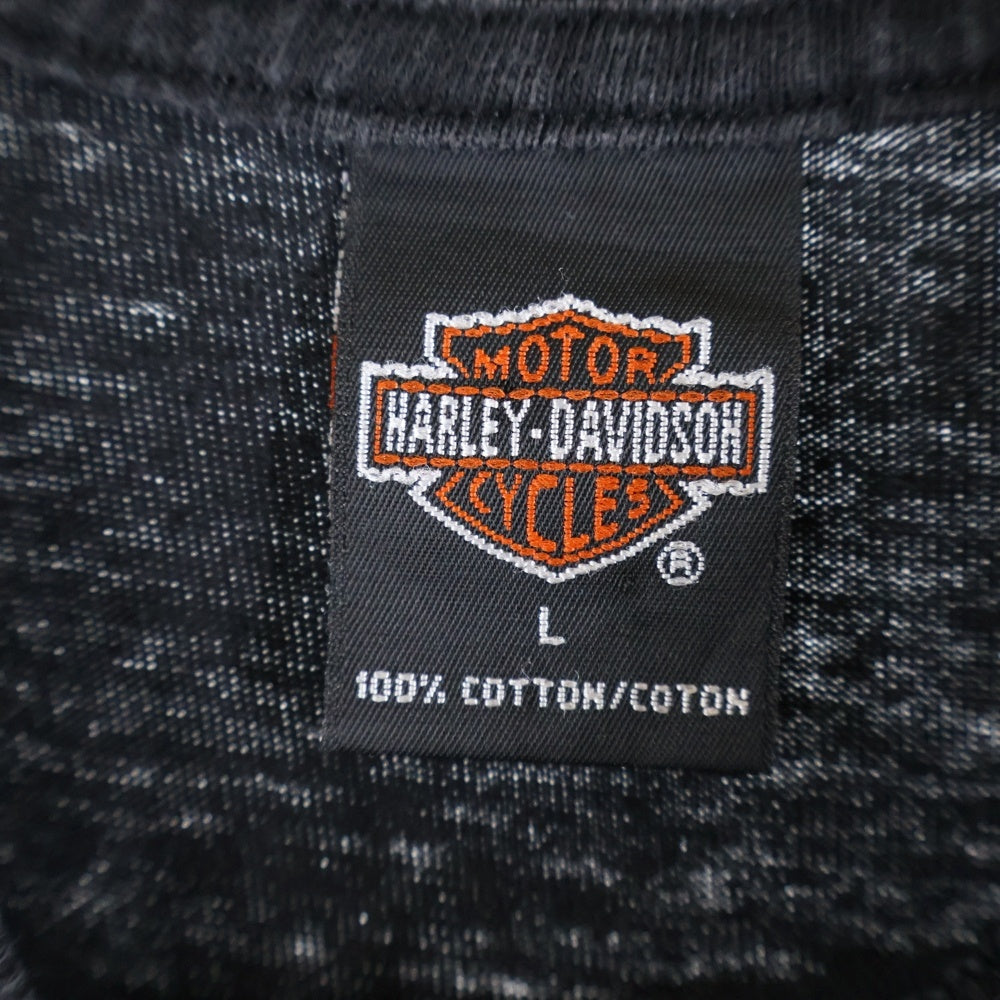 MOTOR
HARLEY-DAVIDSON
CYCLES
®
L
100% COTTON/COTON